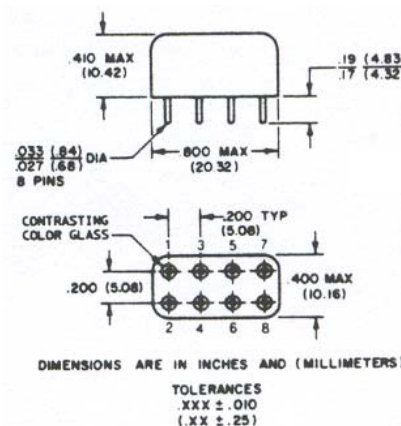 .410 MAX
(10.42)
.19 (4.83)
.17 (4.32)
.033 (.84)
.027 (.68) DIA
8 PINS
.800 MAX
(20.32)
CONTRASTING
COLOR GLASS
.200 TYP
(5.08)
1 3 5 7
.200 (5.08)
.400 MAX
(10.16)
2 4 6 8
DIMENSIONS ARE IN INCHES AND (MILLIMETERS)
TOLERANCES
.XXX ± .010
(.XX ± .25)